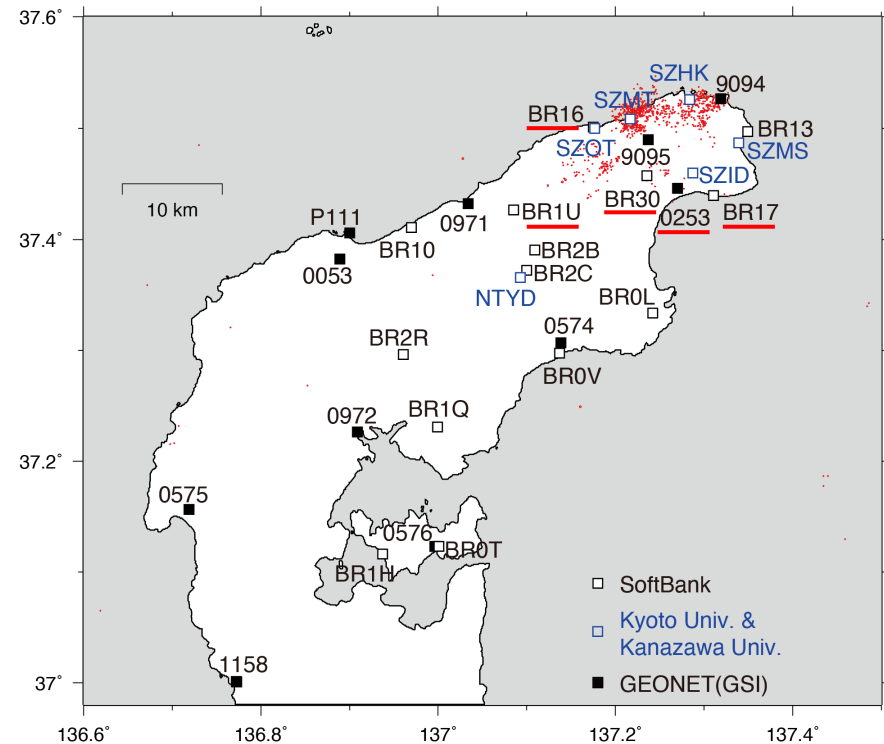 37.6°
SZHK
9094
SZMT
BR16
BR13
SZOT
9095
SZMS
SZID
BR30
10 km
P111
0971
BR1U
0253
BR17
37.4°
BR10
BR2B
0053
BR2C
NTYD
BR0L
0574
BR2R
BR0V
BR1Q
0972
37.2°
0575
0576
BR0T
BR1H
SoftBank
Kyoto Univ. &
Kanazawa Univ.
1158
37°
GEONET(GSI)
136.6°
136.8°
137°
137.2°
137.4°